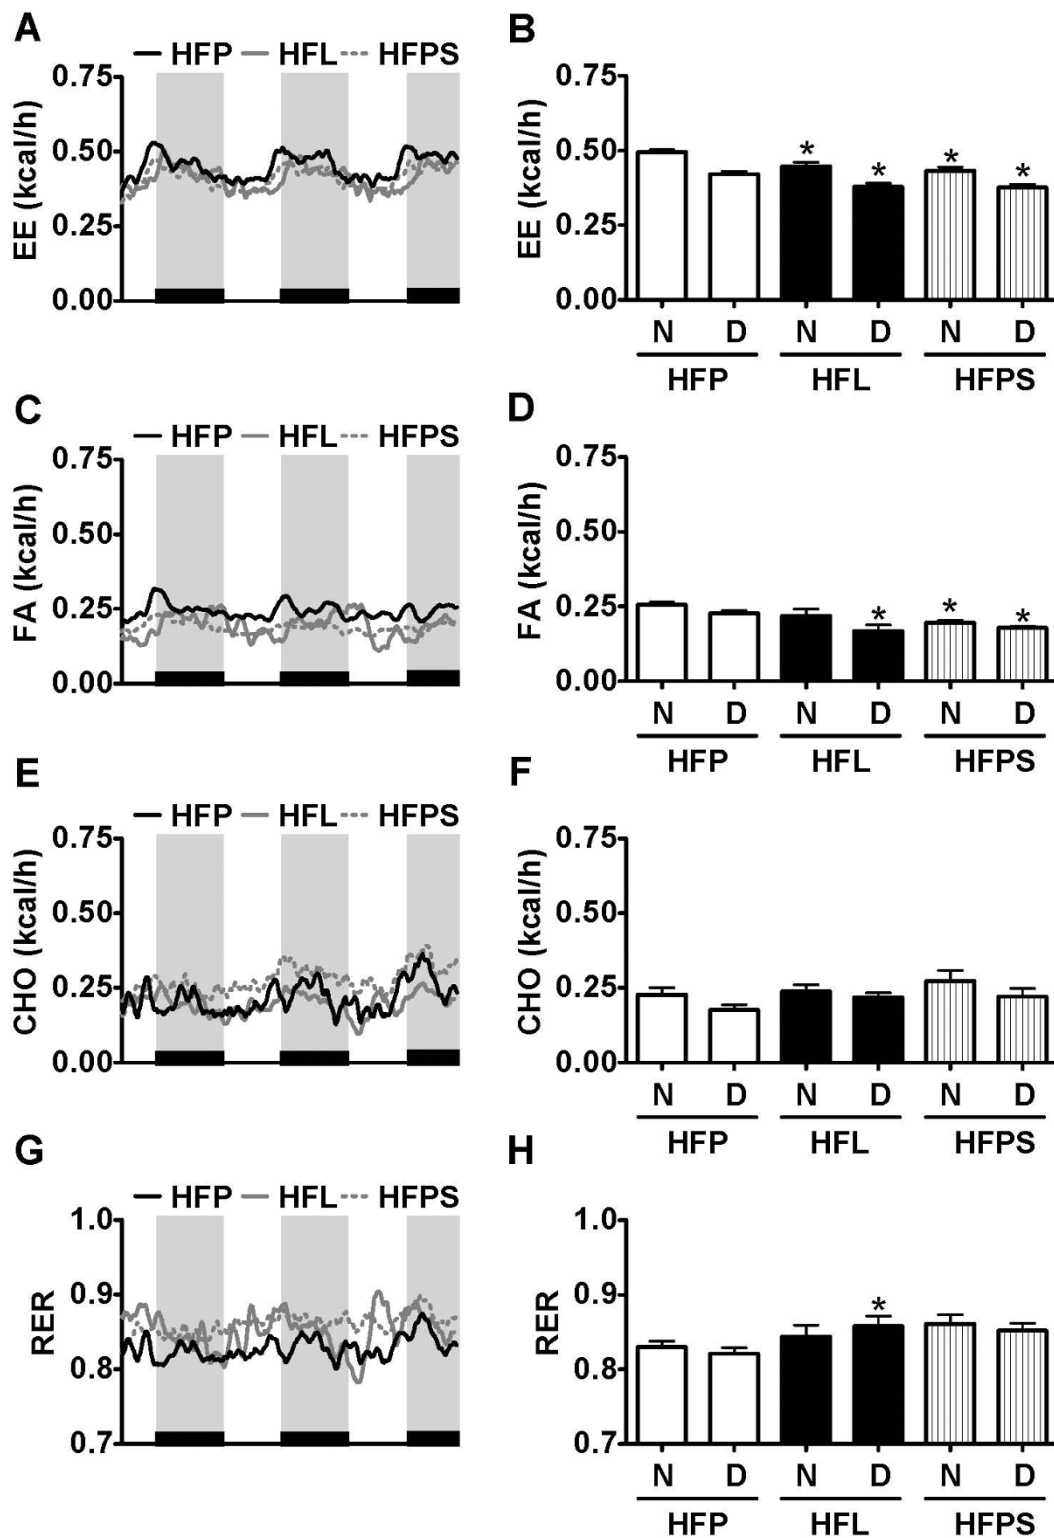 A
HFP HFL HFPS
EE (kcal/h)
0.75
0.50
0.25
0.00
B
EE (kcal/h)
0.75
0.50
0.25
0.00
* * * *
N D N D N D
HFP HFL HFPS
C
HFP HFL HFPS
FA (kcal/h)
0.75
0.50
0.25
0.00
D
FA (kcal/h)
0.75
0.50
0.25
0.00
* * *
N D N D N D
HFP HFL HFPS
E
HFP HFL HFPS
CHO (kcal/h)
0.75
0.50
0.25
0.00
F
CHO (kcal/h)
0.75
0.50
0.25
0.00
N D N D N D
HFP HFL HFPS
G
HFP HFL HFPS
RER
1.0
0.9
0.8
0.7
H
RER
1.0
0.9
0.8
0.7
*
N D N D N D
HFP HFL HFPS